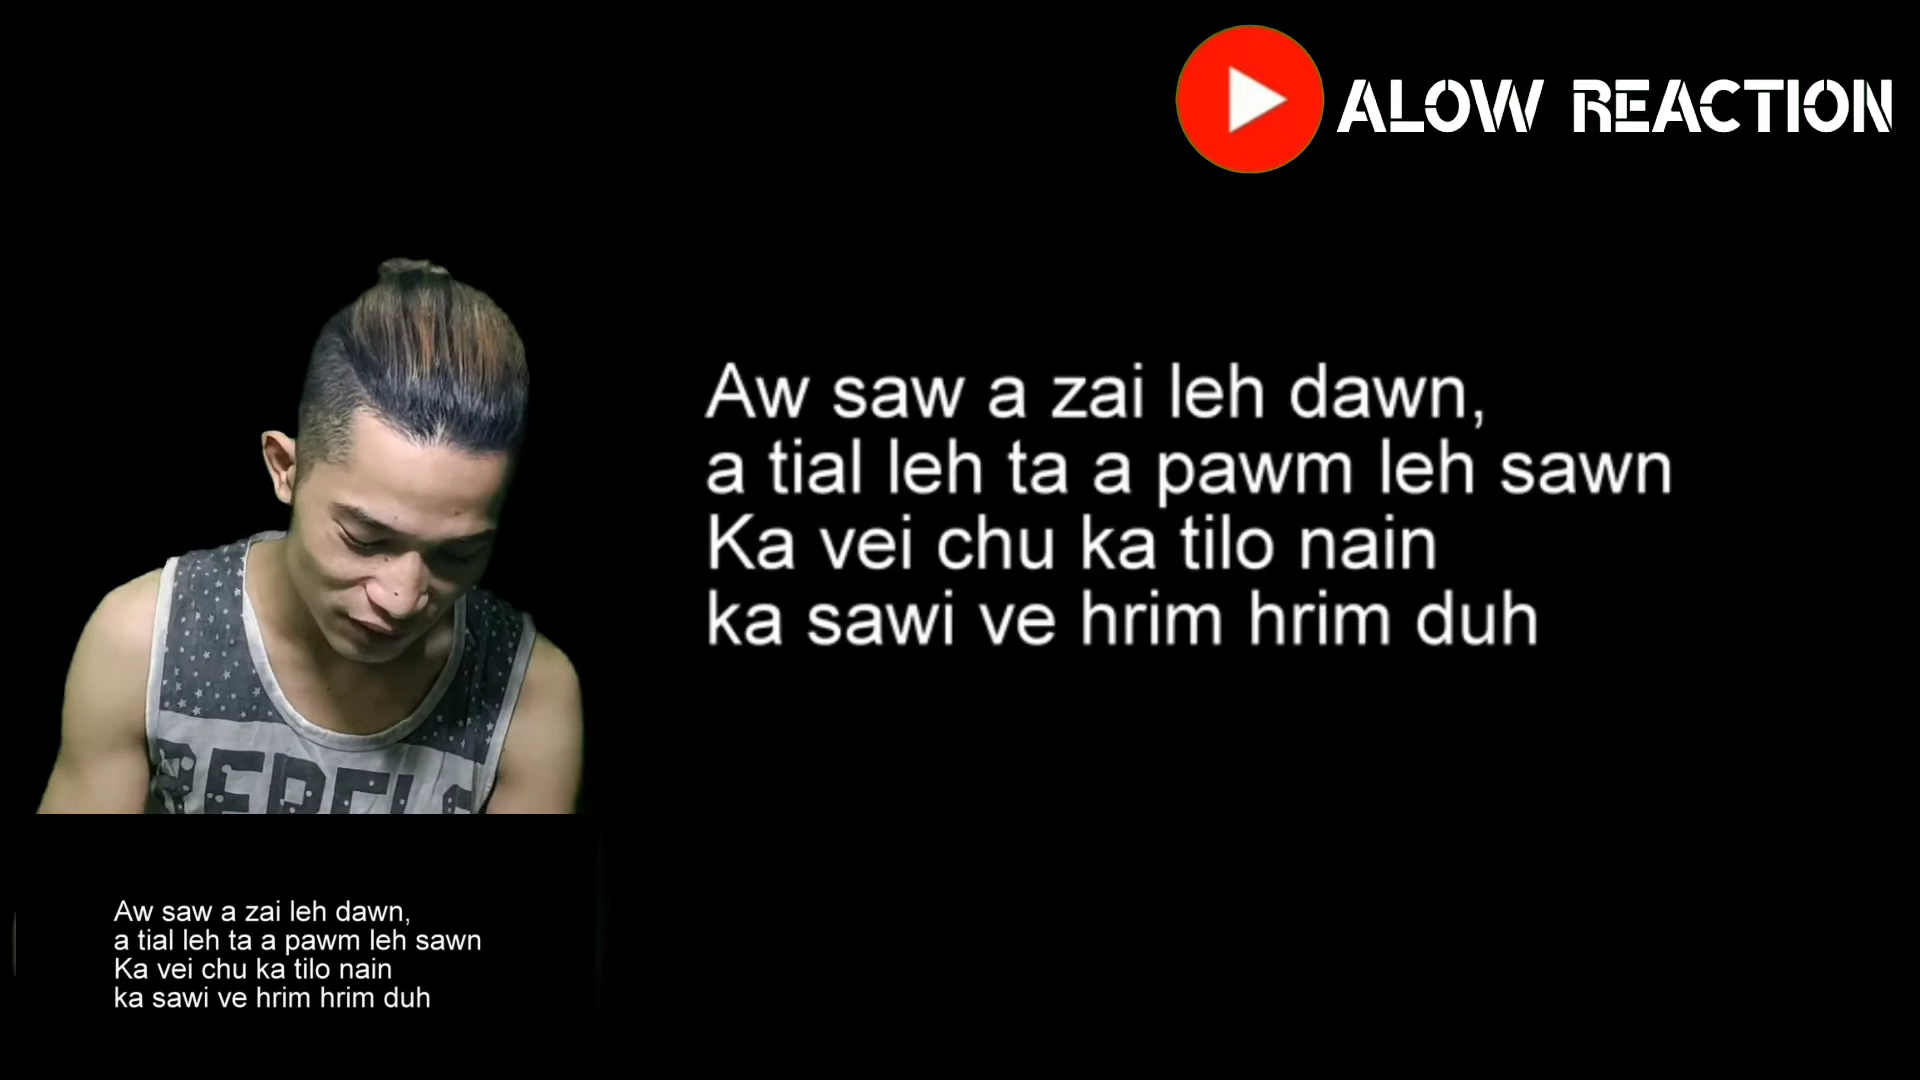 ALOW REACTION
Aw saw a zai leh dawn,
a tial leh ta a pawm leh sawn
Ka vei chu ka tilo nain
ka sawi ve hrim hrim duh
REBELS
Aw saw a zai leh dawn,
a tial leh ta a pawm leh sawn
Ka vei chu ka tilo nain
ka sawi ve hrim hrim duh